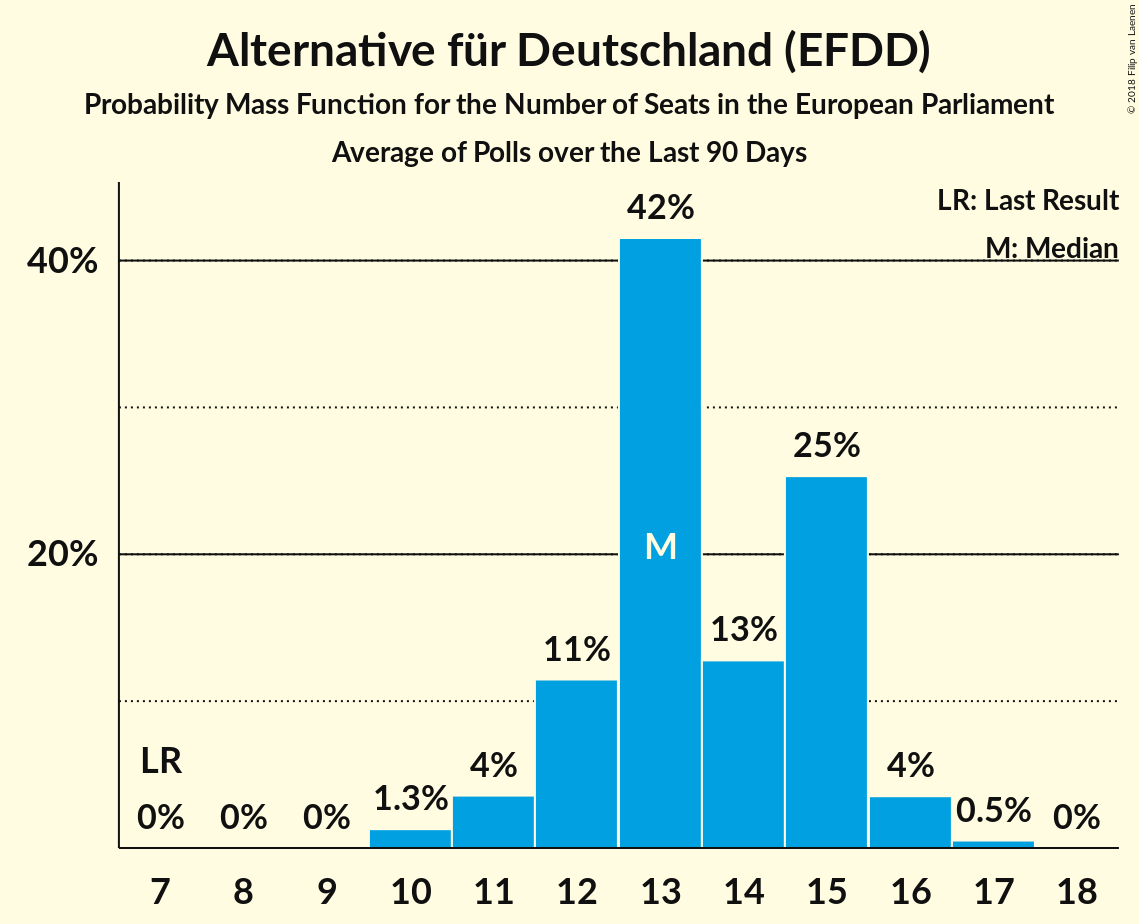 Alternative für Deutschland (EFDD)
Probability Mass Function for the Number of Seats in the European Parliament
Average of Polls over the Last 90 Days
© 2018 Filip van Laenen
LR: Last Result
M: Median
42%
40%
25%
20%
M
13%
11%
LR
4%
4%
1.3%
0.5%
0%
0%
0%
0%
7 8 9 10 11 12 13 14 15 16 17 18